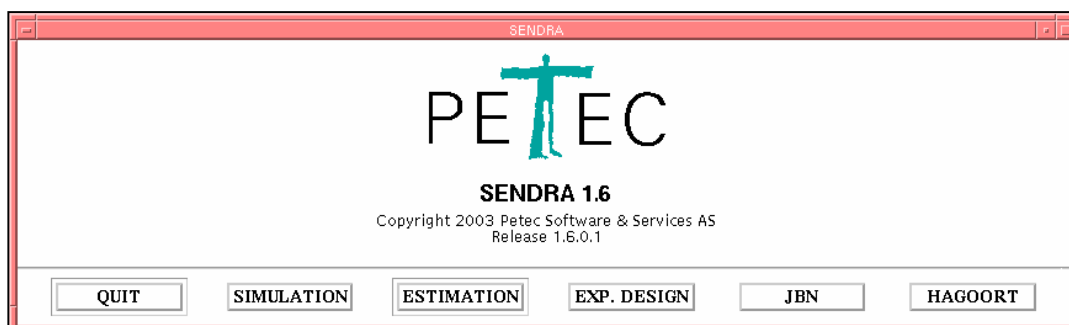 SENDRA
PETEC
SENDRA 1.6
Copyright 2003 Petec Software & Services AS
Release 1.6.0.1
QUIT SIMULATION ESTIMATION EXP. DESIGN JBN HAGOORT